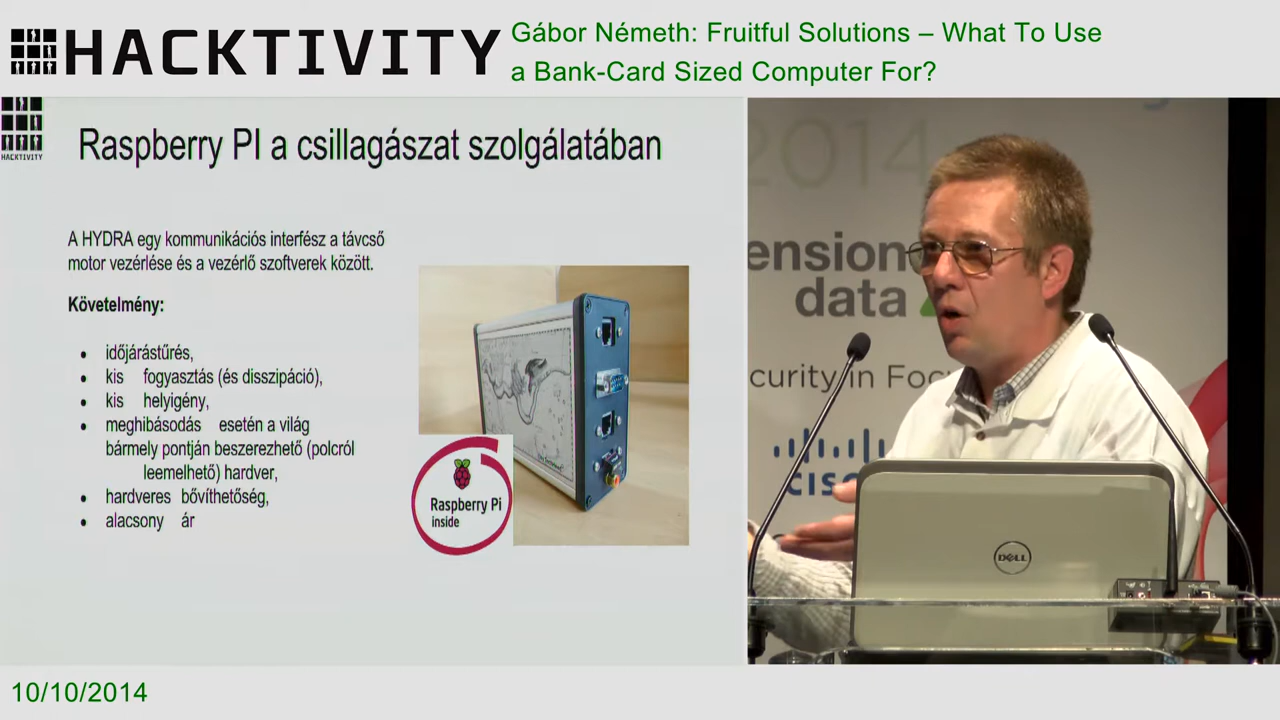 HACKTIVITY
Gábor Németh: Fruitful Solutions – What To Use
a Bank-Card Sized Computer For?
HACKTIVITY
Raspberry PI a csillagászat szolgálatában
A HYDRA egy kommunikációs interfész a távcső
motor vezérlése és a vezérlő szoftverek között.
Követelmény:
• időjárástűrés,
• kis fogyasztás (és disszipáció),
• kis helyigény,
• meghibásodás esetén a világ
bármely pontján beszerezhető (polcról
leemelhető) hardver,
• hardveres bővíthetőség,
• alacsony ár
Raspberry Pi
inside
2014
ension
data
curity in Foc
CISC
DELL
10/10/2014